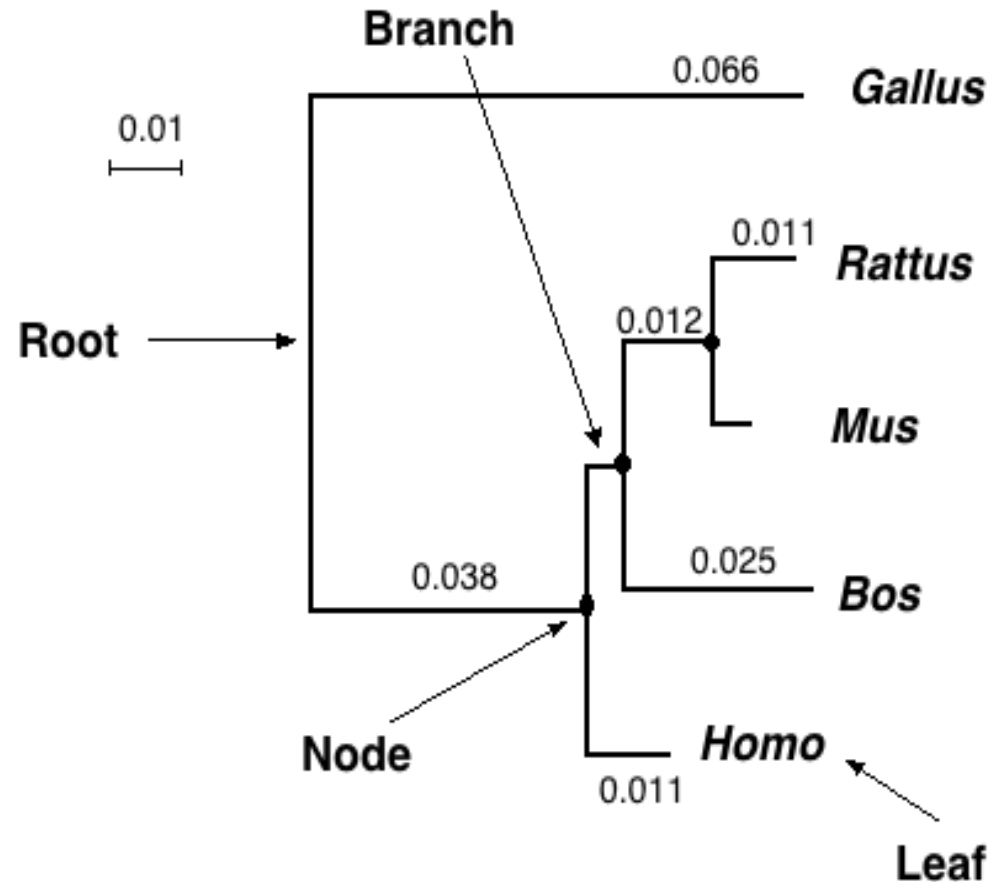 Branch
0.066
Gallus
0.01
0.011
Rattus
0.012
Root
Mus
0.025
Bos
0.038
Node
Homo
0.011
Leaf